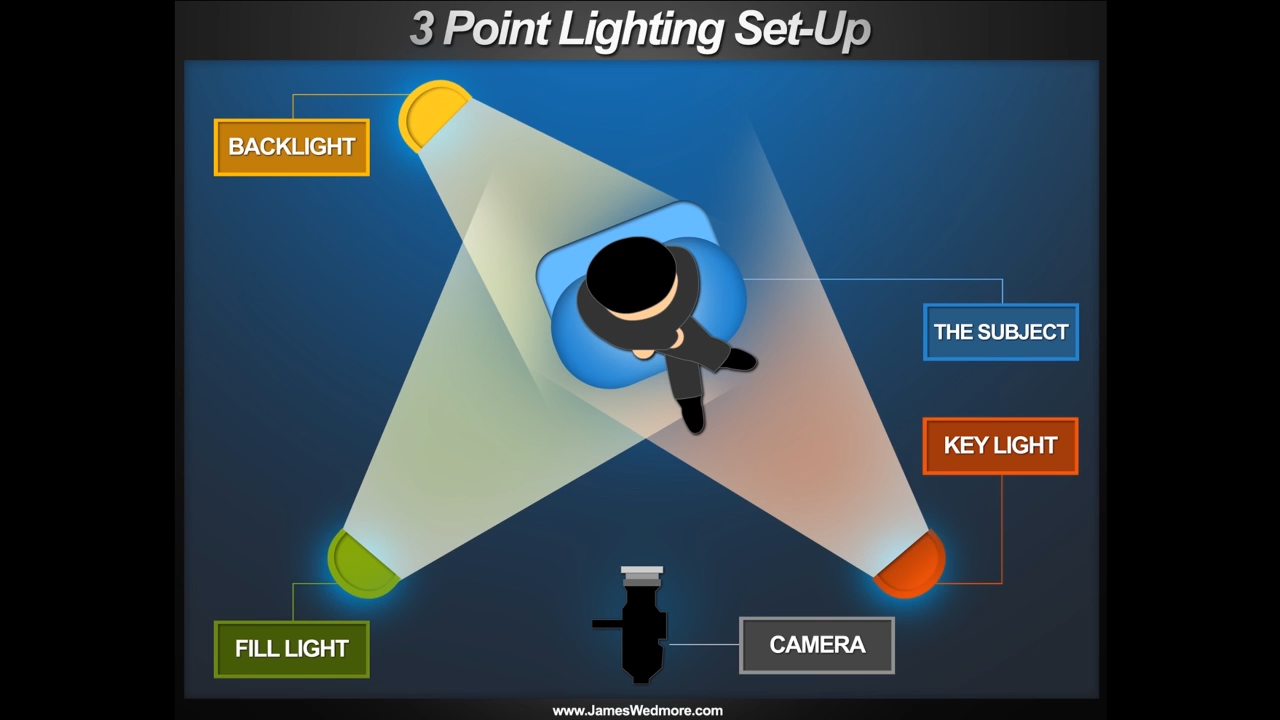 3 Point Lighting Set-Up
BACKLIGHT
THE SUBJECT
KEY LIGHT
FILL LIGHT
CAMERA
www.JamesWedmore.com